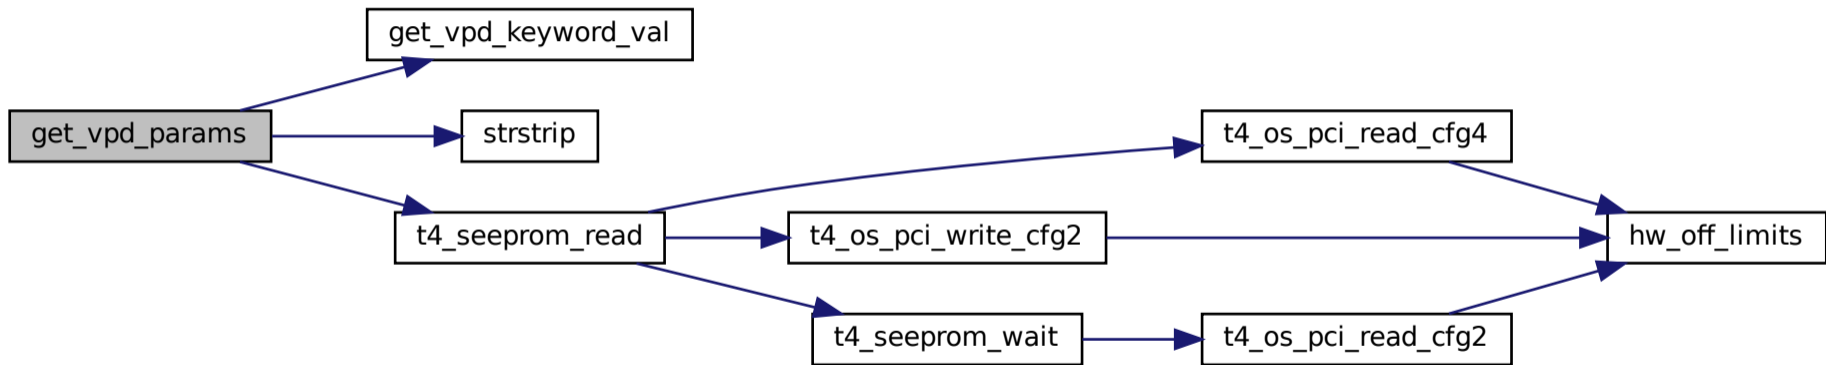 get_vpd_keyword_val
get_vpd_params
strstrip
t4_os_pci_read_cfg4
t4_seeprom_read
t4_os_pci_write_cfg2
hw_off_limits
t4_seeprom_wait
t4_os_pci_read_cfg2